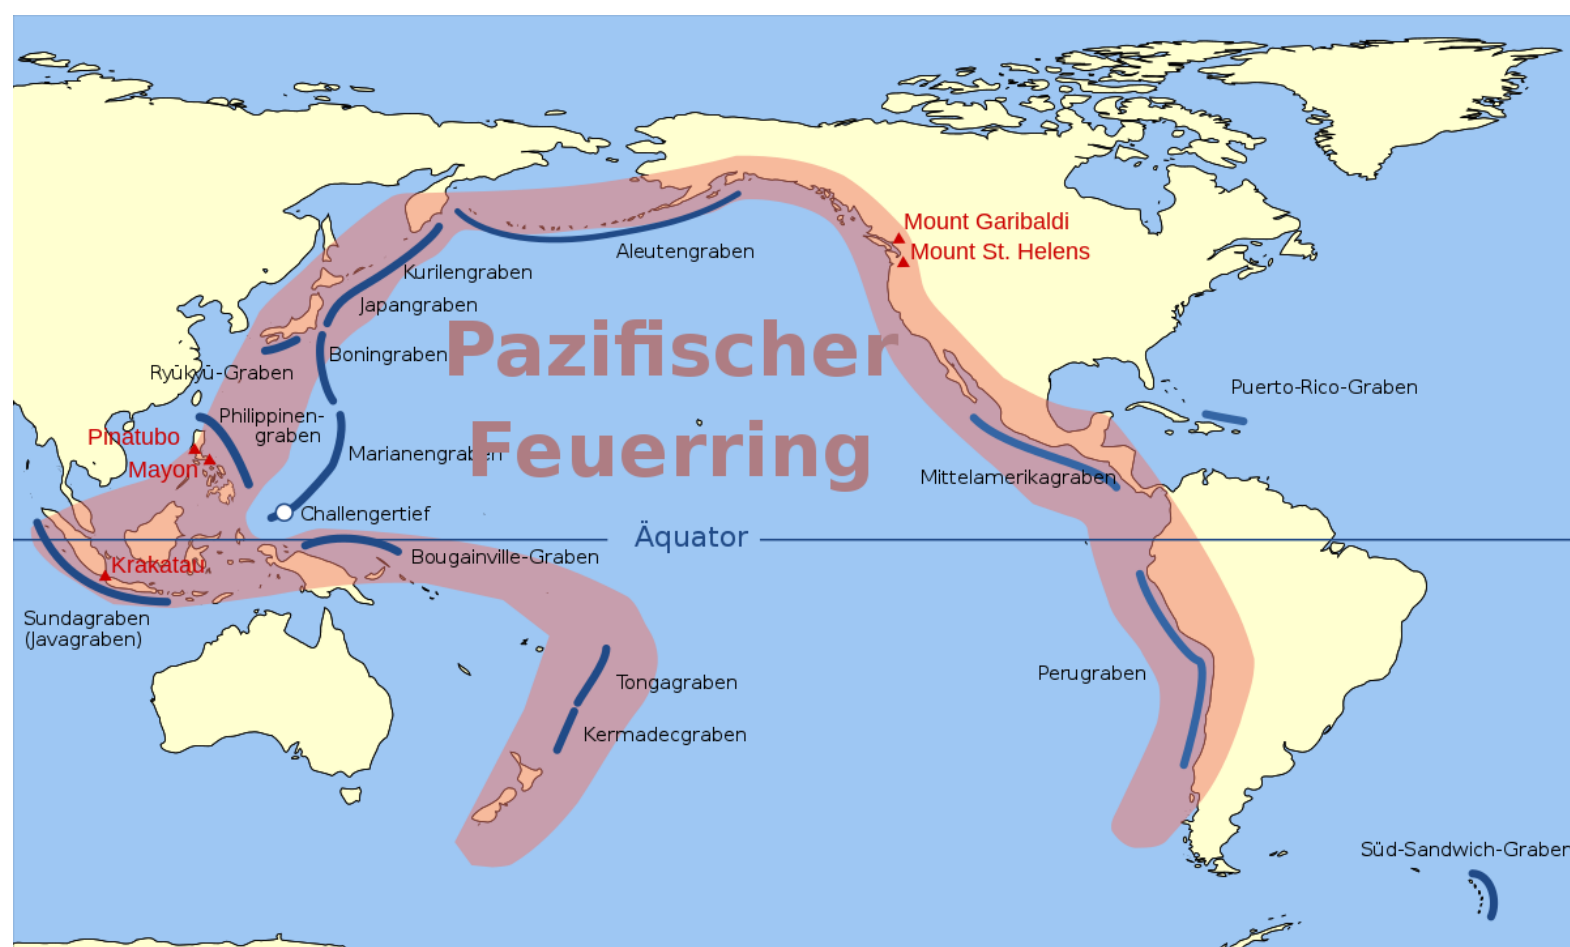 Mount Garibaldi
Mount St. Helens
Aleutengraben
Kurilengraben
Japangraben
Pazifischer
Feuerring
Boningraben
Ryūkyū-Graben
Puerto-Rico-Graben
Philippinen-
graben
Pinatubo
Mayon
Marianengraben
Mittelamerikagraben
Challengertief
Äquator
Bougainville-Graben
Krakatau
Sundagraben
(Javagraben)
Perugraben
Tongagraben
Kermadecgraben
Süd-Sandwich-Graben